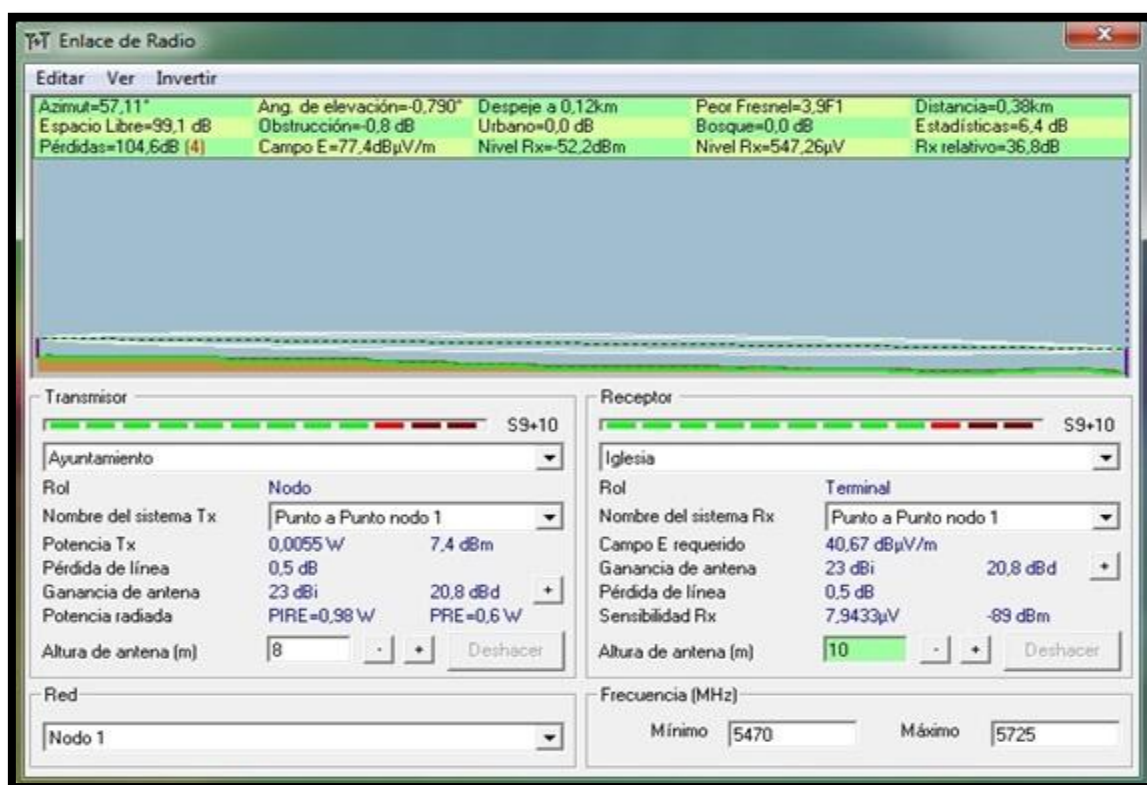 Enlace de Radio
Editar Ver Invertir
Azimut=57,11° Ang. de elevación=-0,790° Despeje a 0,12km Peor Fresnel=3,9F1 Distancia=0,38km
Espacio Libre=99,1 dB Obstrucción=-0,8 dB Urbano=0,0 dB Bosque=0,0 dB Estadísticas=6,4 dB
Pérdidas=104,6dB (4) Campo E=77,4dBμV/m Nivel Rx=-52,2dBm Nivel Rx=547,26μV Rx relativo=36,8dB
Transmisor
S9+10
Ayuntamiento
Rol Nodo
Nombre del sistema Tx Punto a Punto nodo 1
Potencia Tx 0,0055 W 7,4 dBm
Pérdida de línea 0,5 dB
Ganancia de antena 23 dBi 20,8 dBd +
Potencia radiada PIRE=0,98 W PRE=0,6 W
Altura de antena (m) 8 - + Deshacer
Receptor
S9+10
Iglesia
Rol Terminal
Nombre del sistema Rx Punto a Punto nodo 1
Campo E requerido 40,67 dBμV/m
Ganancia de antena 23 dBi 20,8 dBd +
Pérdida de línea 0,5 dB
Sensibilidad Rx 7,9433μV -89 dBm
Altura de antena (m) 10 - + Deshacer
Red
Nodo 1
Frecuencia (MHz)
Mínimo 5470 Máximo 5725